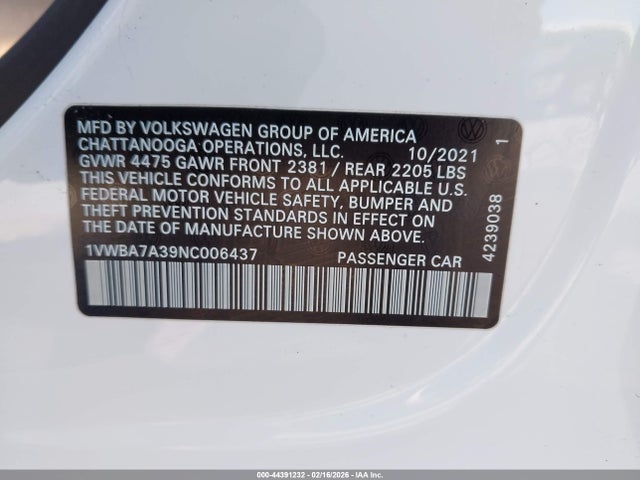 MFD BY VOLKSWAGEN GROUP OF AMERICA
CHATTANOOGA OPERATIONS, LLC. 10/2021
GVWR 4475 GAWR FRONT 2381 / REAR 2205 LBS
THIS VEHICLE CONFORMS TO ALL APPLICABLE U.S.
FEDERAL MOTOR VEHICLE SAFETY, BUMPER AND
THEFT PREVENTION STANDARDS IN EFFECT ON
THE DATE OF MANUFACTURE SHOWN ABOVE.
1VWBA7A39NC006437 PASSENGER CAR
4239038 1
000-44391232 - 02/16/2026 - IAA Inc.